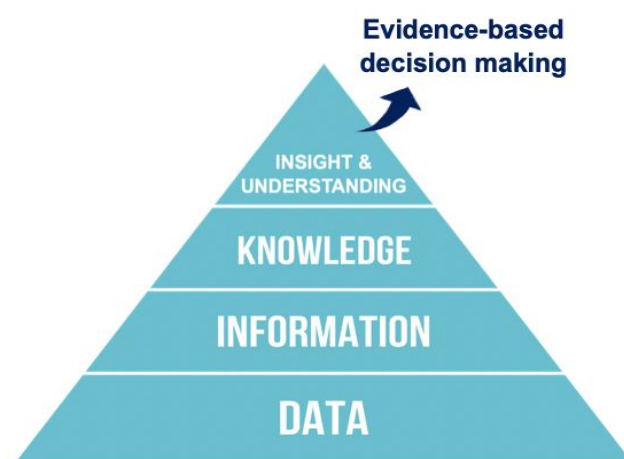 Evidence-based
decision making
INSIGHT &
UNDERSTANDING
KNOWLEDGE
INFORMATION
DATA